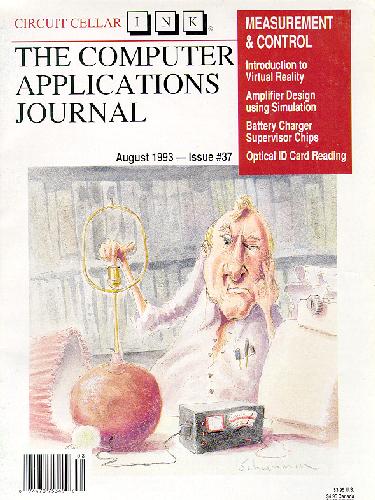 CIRCUIT CELLAR INK®
THE COMPUTER
APPLICATIONS
JOURNAL
August 1993 — Issue #37
MEASUREMENT
& CONTROL
Introduction to
Virtual Reality
Amplifier Design
using Simulation
Battery Charger
Supervisor Chips
Optical ID Card Reading
08
$3.95 U.S.
$4.95 Canada